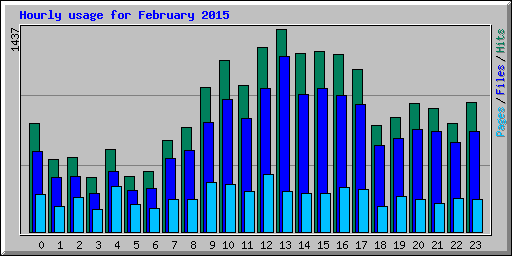 Hourly usage for February 2015
1437
Pages / Files / Hits
0 1 2 3 4 5 6 7 8 9 10 11 12 13 14 15 16 17 18 19 20 21 22 23